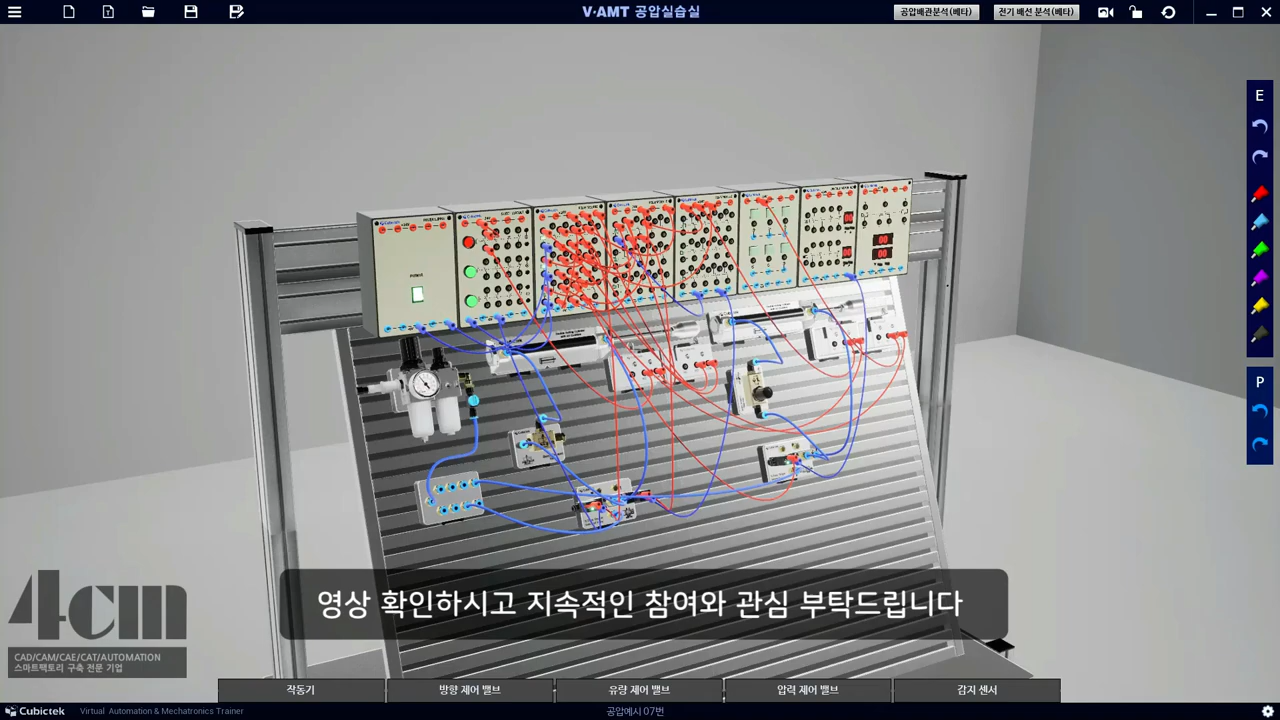 V·AMT 공압실습실
공압배관분석(베타)
전기 배선 분석(베타)
E
P
POWER
4cm
CAD/CAM/CAE/CAT/AUTOMATION
스마트팩토리 구축 전문 기업
영상 확인하시고 지속적인 참여와 관심 부탁드립니다
작동기
방향 제어 밸브
유량 제어 밸브
압력 제어 밸브
감지 센서
Cubictek
Virtual Automation & Mechatronics Trainer
공압예시 07번